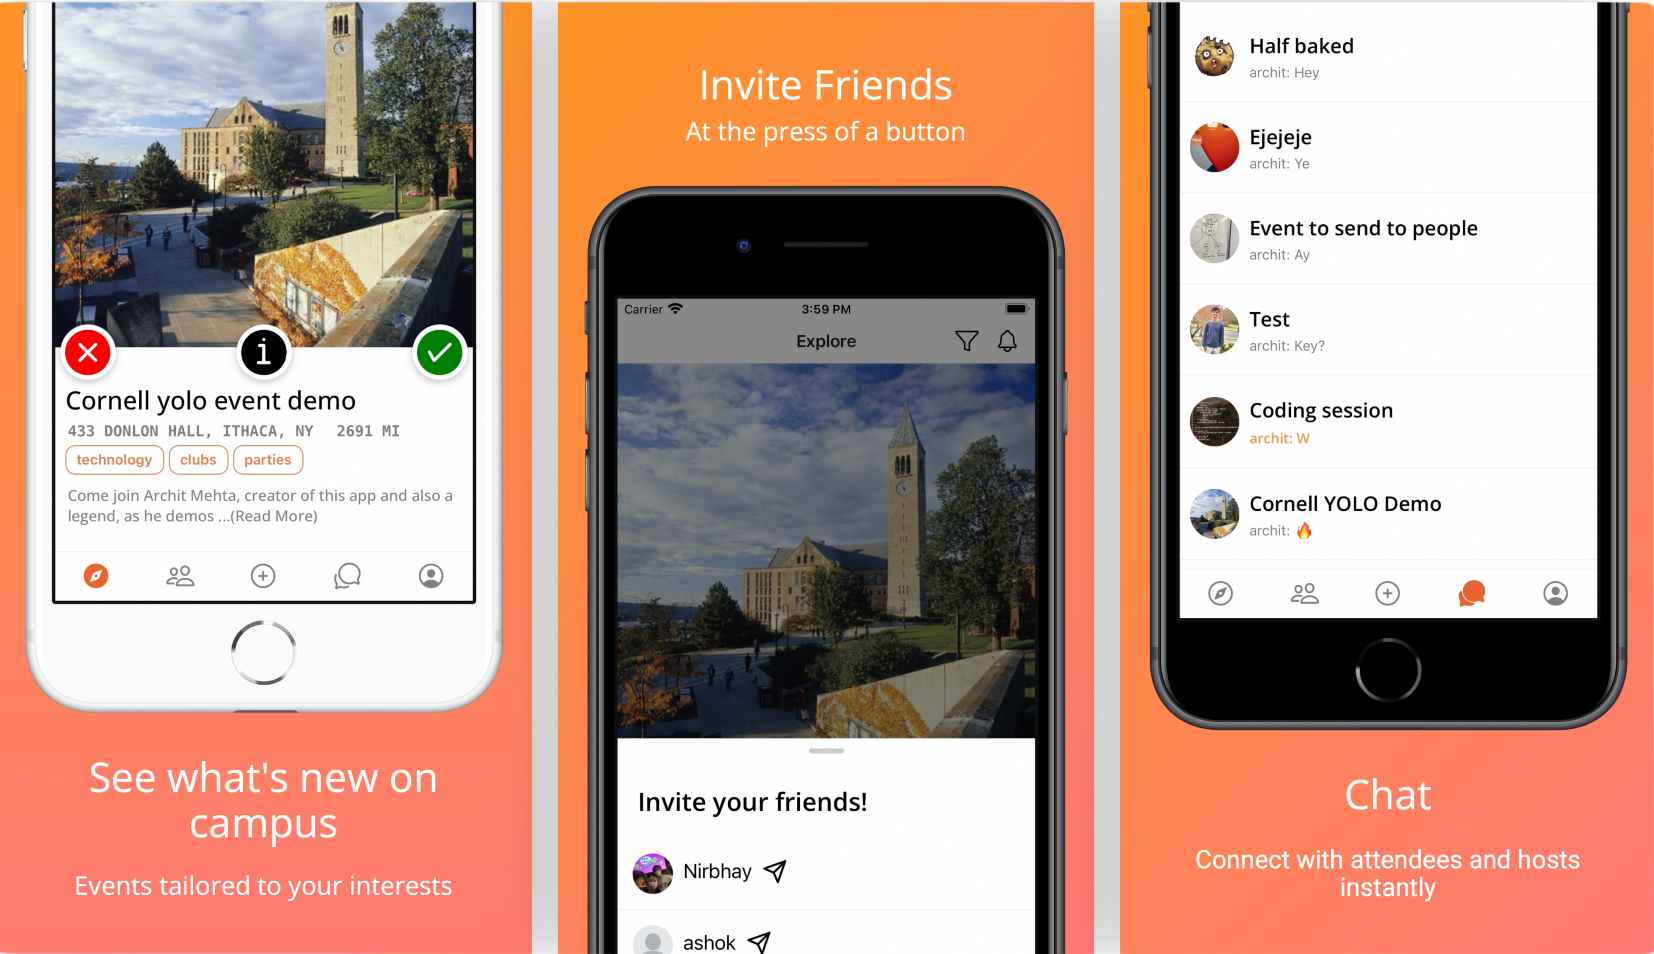 Cornell yolo event demo
433 DONLON HALL, ITHACA, NY 2691 MI
technology clubs parties
Come join Archit Mehta, creator of this app and also a
legend, as he demos ...(Read More)
See what's new on
campus
Events tailored to your interests
Invite Friends
At the press of a button
Carrier 3:59 PM
Explore
Invite your friends!
Nirbhay
ashok
Half baked
archit: Hey
Ejejeje
archit: Ye
Event to send to people
archit: Ay
Test
archit: Key?
Coding session
archit: W
Cornell YOLO Demo
archit: 🔥
Chat
Connect with attendees and hosts
instantly